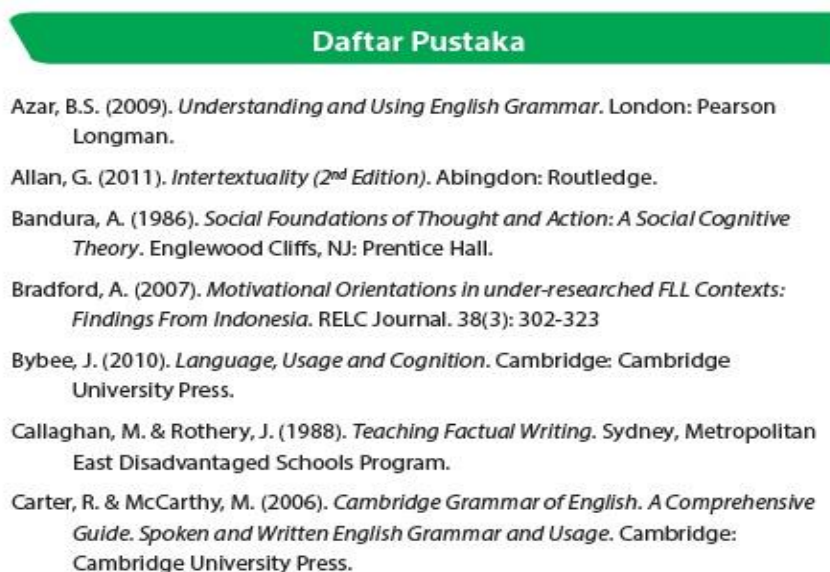 Daftar Pustaka
Azar, B.S. (2009). Understanding and Using English Grammar. London: Pearson
Longman.
Allan, G. (2011). Intertextuality (2nd Edition). Abingdon: Routledge.
Bandura, A. (1986). Social Foundations of Thought and Action: A Social Cognitive
Theory. Englewood Cliffs, NJ: Prentice Hall.
Bradford, A. (2007). Motivational Orientations in under-researched FLL Contexts:
Findings From Indonesia. RELC Journal. 38(3): 302-323
Bybee, J. (2010). Language, Usage and Cognition. Cambridge: Cambridge
University Press.
Callaghan, M. & Rothery, J. (1988). Teaching Factual Writing. Sydney, Metropolitan
East Disadvantaged Schools Program.
Carter, R. & McCarthy, M. (2006). Cambridge Grammar of English. A Comprehensive
Guide. Spoken and Written English Grammar and Usage. Cambridge:
Cambridge University Press.